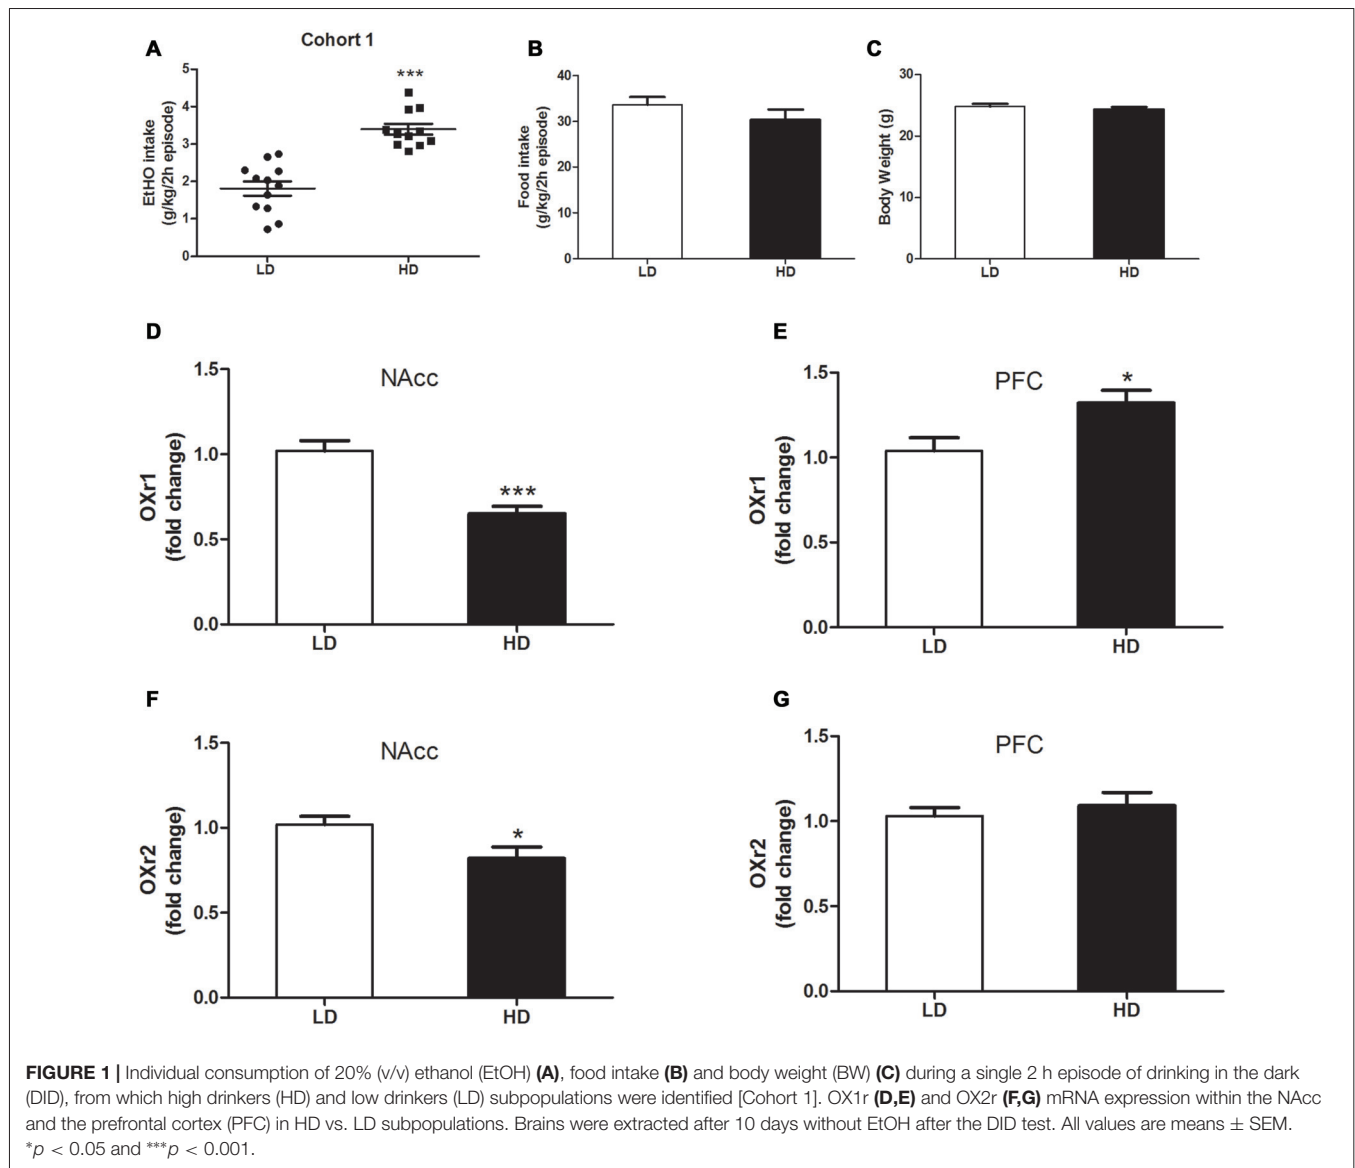 A
Cohort 1
***
EtHO intake
(g/kg/2h episode)
5
4
3
2
1
0
LD
HD
B
Food intake
(g/kg/2h episode)
40
30
20
10
0
LD
HD
C
Body Weight (g)
30
20
10
0
LD
HD
D
NAcc
***
OXr1
(fold change)
1.5
1.0
0.5
0.0
LD
HD
E
PFC
*
OXr1
(fold change)
1.5
1.0
0.5
0.0
LD
HD
F
NAcc
*
OXr2
(fold change)
1.5
1.0
0.5
0.0
LD
HD
G
PFC
OXr2
(fold change)
1.5
1.0
0.5
0.0
LD
HD
FIGURE 1 | Individual consumption of 20% (v/v) ethanol (EtOH) (A), food intake (B) and body weight (BW) (C) during a single 2 h episode of drinking in the dark
(DID), from which high drinkers (HD) and low drinkers (LD) subpopulations were identified [Cohort 1]. OX1r (D,E) and OX2r (F,G) mRNA expression within the NAcc
and the prefrontal cortex (PFC) in HD vs. LD subpopulations. Brains were extracted after 10 days without EtOH after the DID test. All values are means ± SEM.
*p < 0.05 and ***p < 0.001.